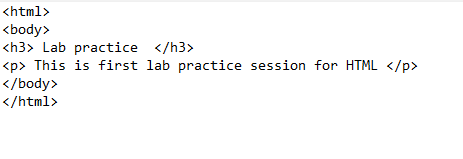 <html>
<body>
<h3> Lab practice  </h3>
<p> This is first lab practice session for HTML </p>
</body>
</html>